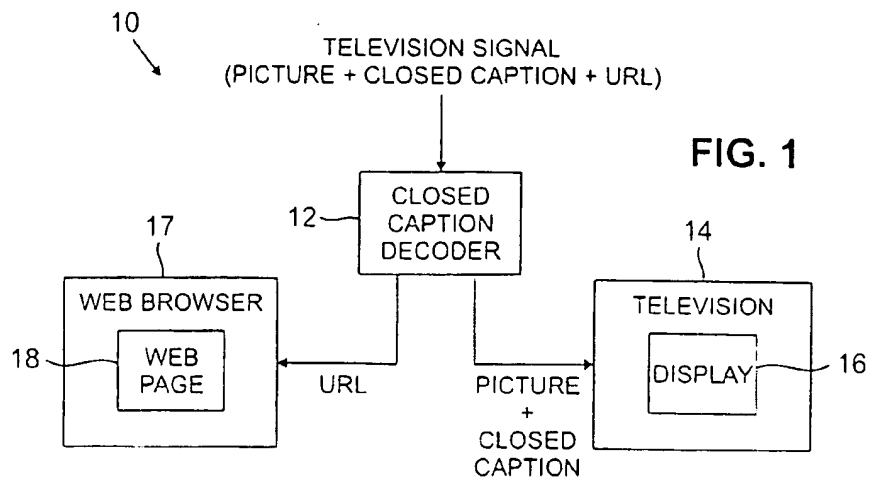 10
TELEVISION SIGNAL
(PICTURE + CLOSED CAPTION + URL)
FIG. 1
12
CLOSED
CAPTION
DECODER
17
WEB BROWSER
18
WEB
PAGE
URL
PICTURE
+
CLOSED
CAPTION
14
TELEVISION
DISPLAY
16